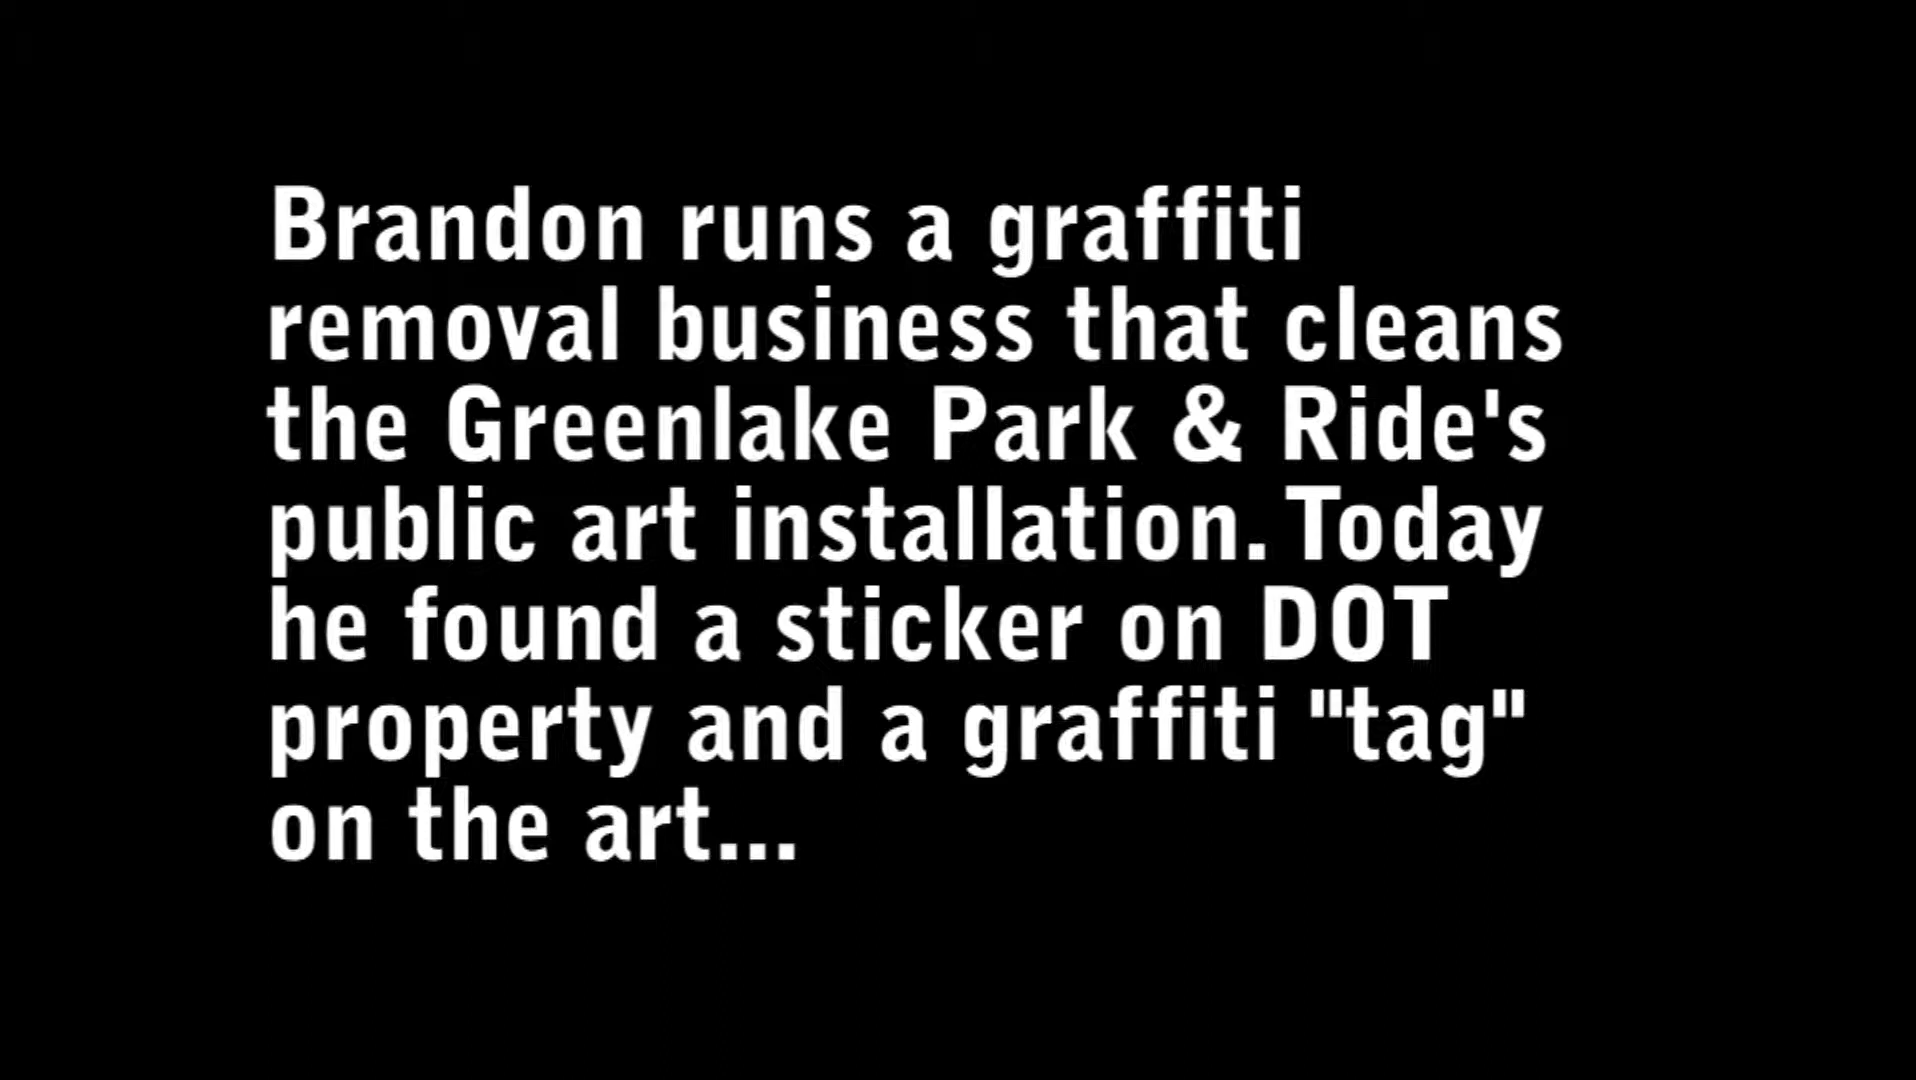 Brandon runs a graffiti
removal business that cleans
the Greenlake Park & Ride's
public art installation. Today
he found a sticker on DOT
property and a graffiti "tag"
on the art...